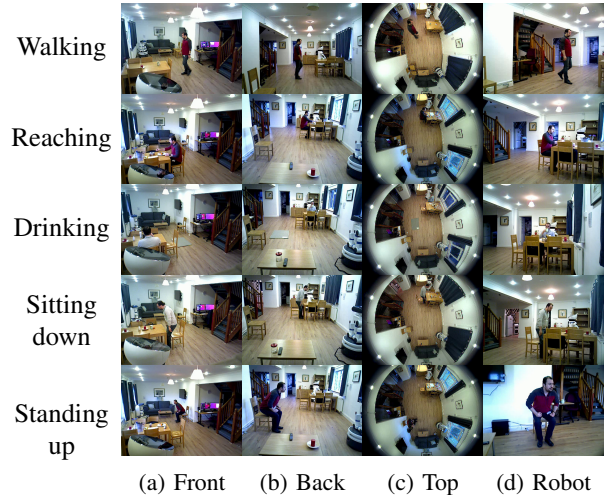 Walking
Reaching
Drinking
Sitting
down
Standing
up
(a) Front (b) Back (c) Top (d) Robot